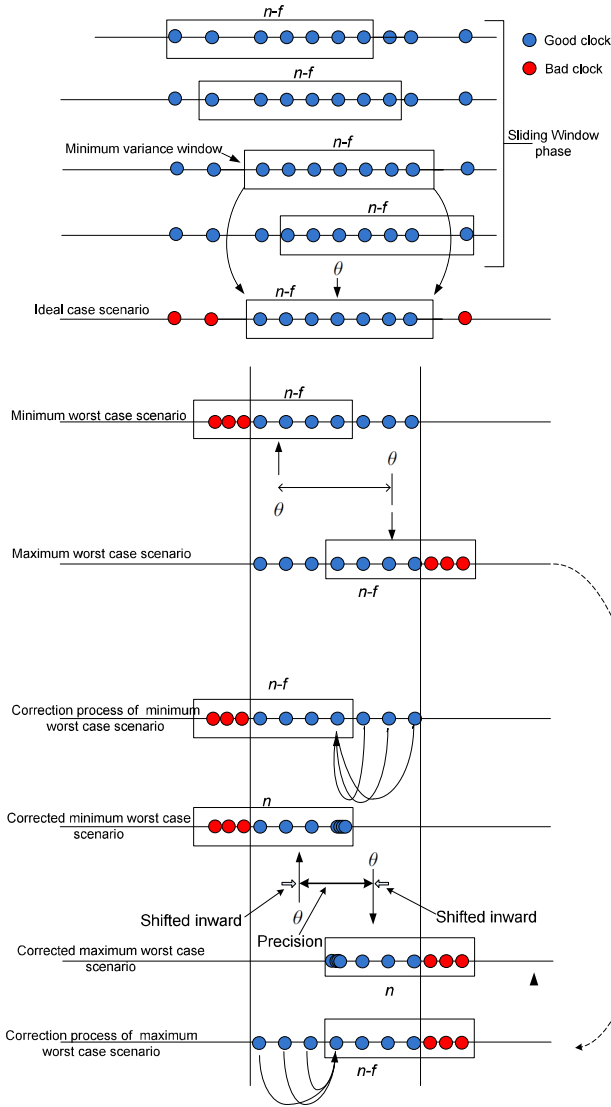 n-f
Good clock
Bad clock
n-f
n-f
Minimum variance window
Sliding Window
phase
n-f
θ
n-f
Ideal case scenario
n-f
Minimum worst case scenario
θ
θ
Maximum worst case scenario
n-f
n-f
Correction process of minimum
worst case scenario
n
Corrected minimum worst case
scenario
θ
θ
Shifted inward
Shifted inward
Precision
Corrected maximum worst case
scenario
n
Correction process of maximum
worst case scenario
n-f